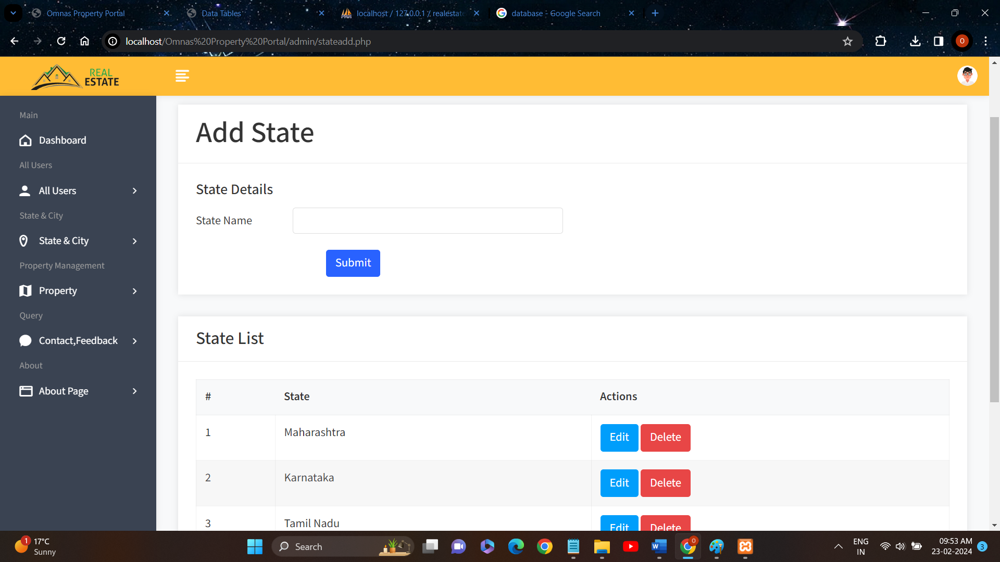 Omnas Property Portal
Data Tables
localhost / 127.0.0.1 / realestate
database - Google Search
localhost/Omnas%20Property%20Portal/admin/stateadd.php
O
REAL
ESTATE
Main
Dashboard
All Users
All Users
State & City
State & City
Property Management
Property
Query
Contact,Feedback
About
About Page
Add State
State Details
State Name
Submit
State List
# State Actions
1 Maharashtra Edit Delete
2 Karnataka Edit Delete
3 Tamil Nadu Edit Delete
1
17°C
Sunny
Search
ENG
IN
09:53 AM
23-02-2024
3